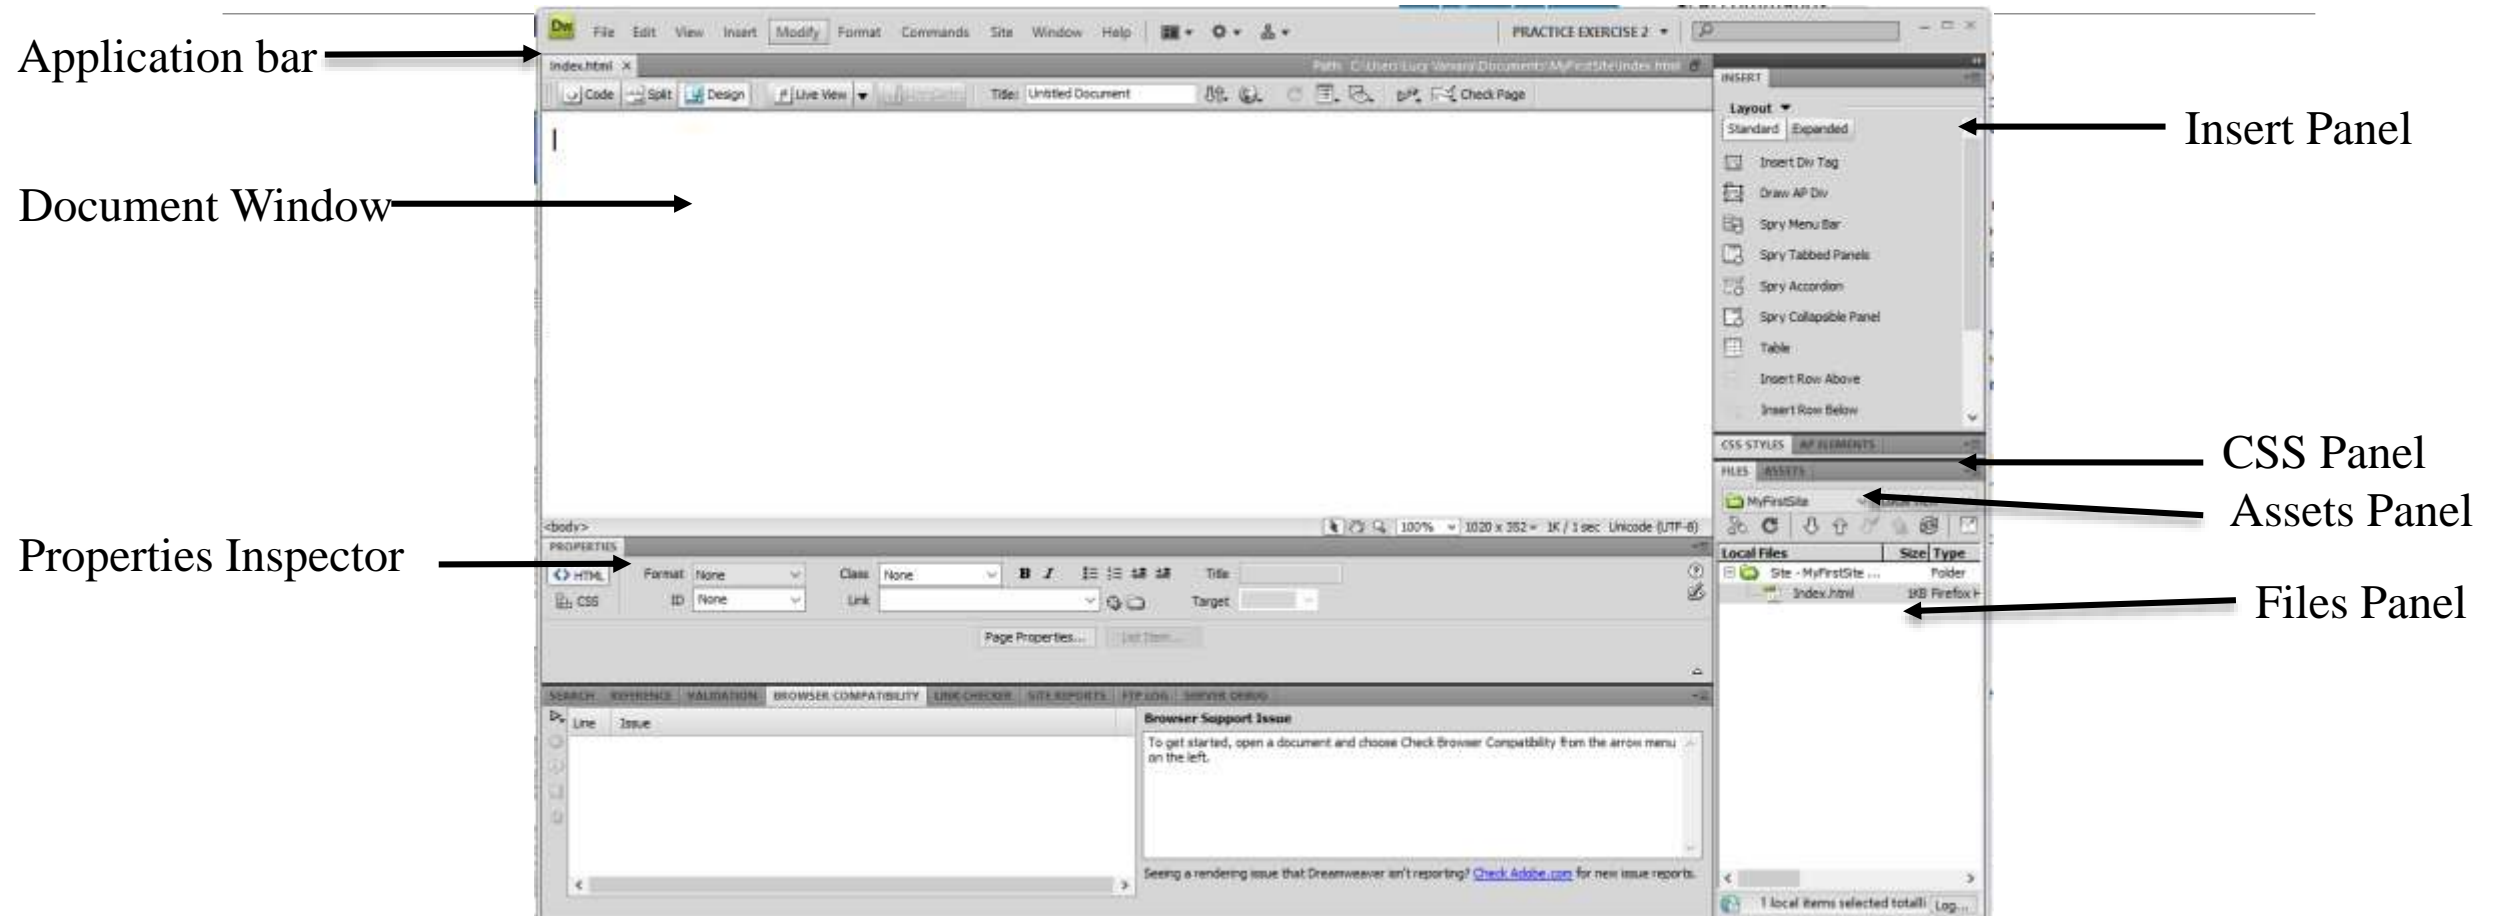 Application bar
Document Window
Properties Inspector
Dw File Edit View Insert Modify Format Commands Site Window Help PRACTICE EXERCISE 2
Index.html
Code Split Design Live View Title: Untitled Document Check Page
<body> 100% 1020 x 352 1K / 1 sec Unicode (UTF-8)
PROPERTIES
HTML Format None Class None B I Title
CSS ID None Link Target
Page Properties... List Item...
SEARCH REFERENCE VALIDATION BROWSER COMPATIBILITY LINK CHECKER SITE REPORTS FTP LOG SERVER DEBUG
Line Issue
Browser Support Issue
To get started, open a document and choose Check Browser Compatibility from the arrow menu
on the left.
Seeing a rendering issue that Dreamweaver isn't reporting? Check Adobe.com for new issue reports.
INSERT
Layout
Standard Expanded
Insert Div Tag
Draw AP Div
Spry Menu Bar
Spry Tabbed Panels
Spry Accordion
Spry Collapsible Panel
Table
Insert Row Above
Insert Row Below
CSS STYLES AP ELEMENTS
FILES ASSETS
MyFirstSite
Local Files Size Type
Site - MyFirstSite ... Folder
Index.html 1KB Firefox H
1 local items selected totalli Log...
Insert Panel
CSS Panel
Assets Panel
Files Panel